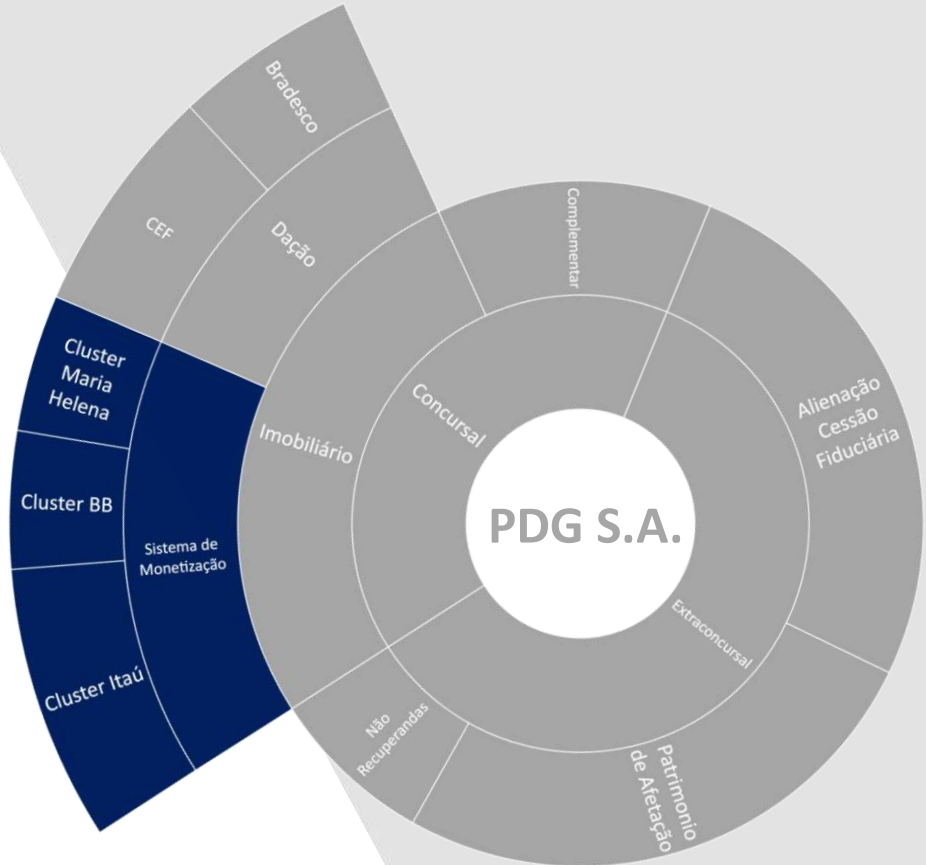 Bradesco
CEF
Dação
Complementar
Cluster
Maria
Helena
Concursal
Alienação
Cessão
Fiduciária
Imobiliário
Cluster BB
PDG S.A.
Sistema de
Monetização
Extraconcursal
Cluster Itaú
Não
Recuperandas
Patrimonio
de Afetação